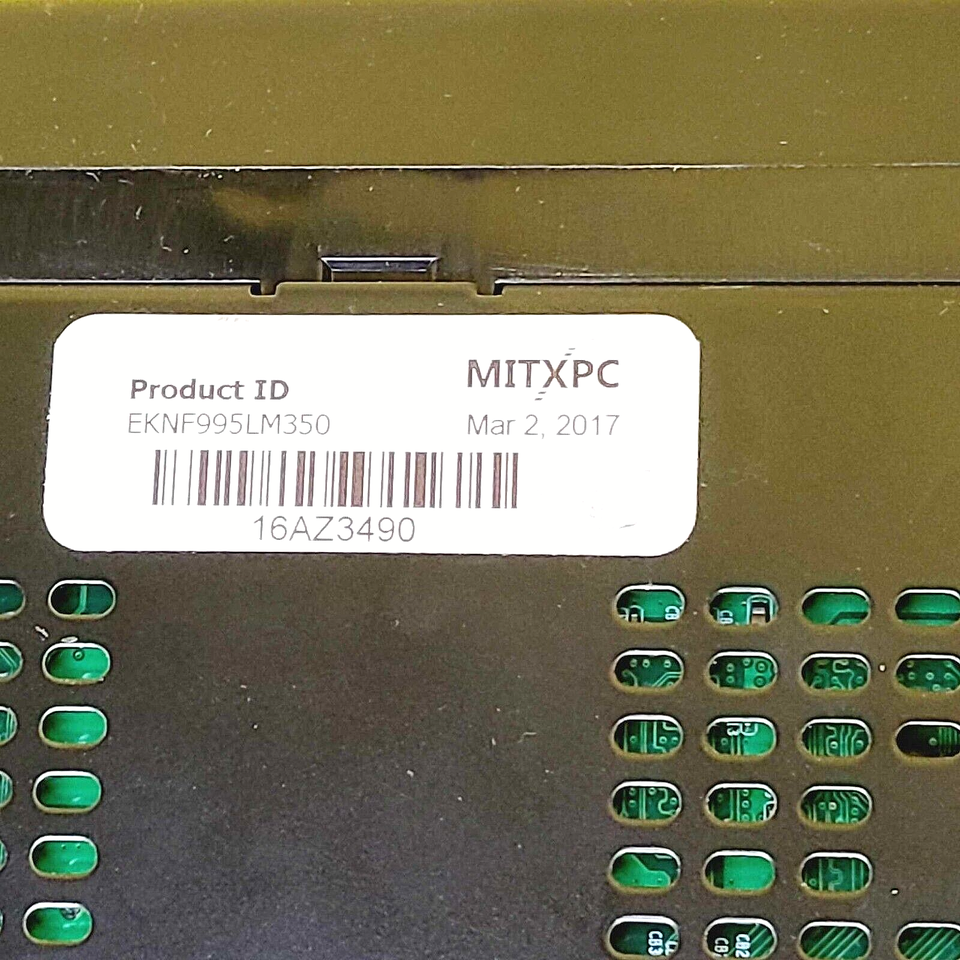 Product ID
MITXPC
EKNF995LM350
Mar 2, 2017
16AZ3490